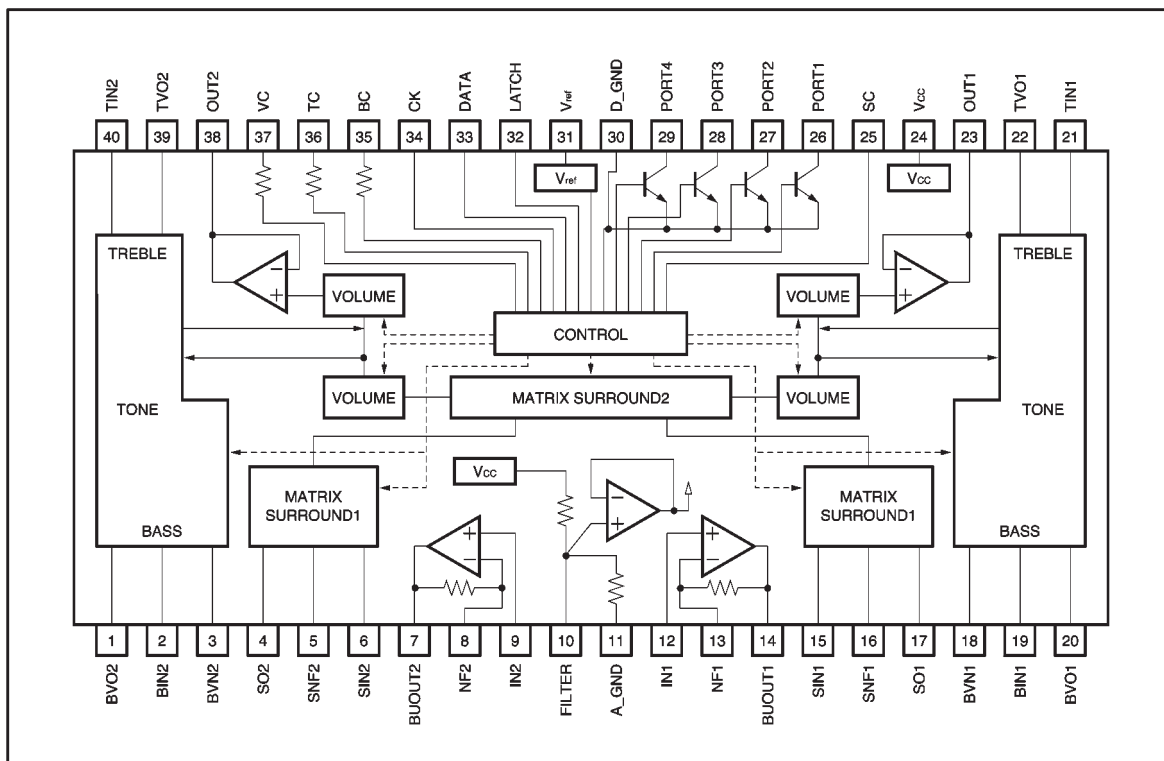 TIN2 TVO2 OUT2 VC TC BC CK DATA LATCH Vref D_GND PORT4 PORT3 PORT2 PORT1 SC VCC OUT1 TVO1 TIN1
40 39 38 37 36 35 34 33 32 31 30 29 28 27 26 25 24 23 22 21
Vref VCC
TREBLE TREBLE
− −
+ +
VOLUME VOLUME
CONTROL
VOLUME MATRIX SURROUND2 VOLUME
TONE TONE
VCC
MATRIX SURROUND1 MATRIX SURROUND1
− +
+ − + −
BASS BASS
1 2 3 4 5 6 7 8 9 10 11 12 13 14 15 16 17 18 19 20
BVO2 BIN2 BVN2 SO2 SNF2 SIN2 BUOUT2 NF2 IN2 FILTER A_GND IN1 NF1 BUOUT1 SIN1 SNF1 SO1 BVN1 BIN1 BVO1